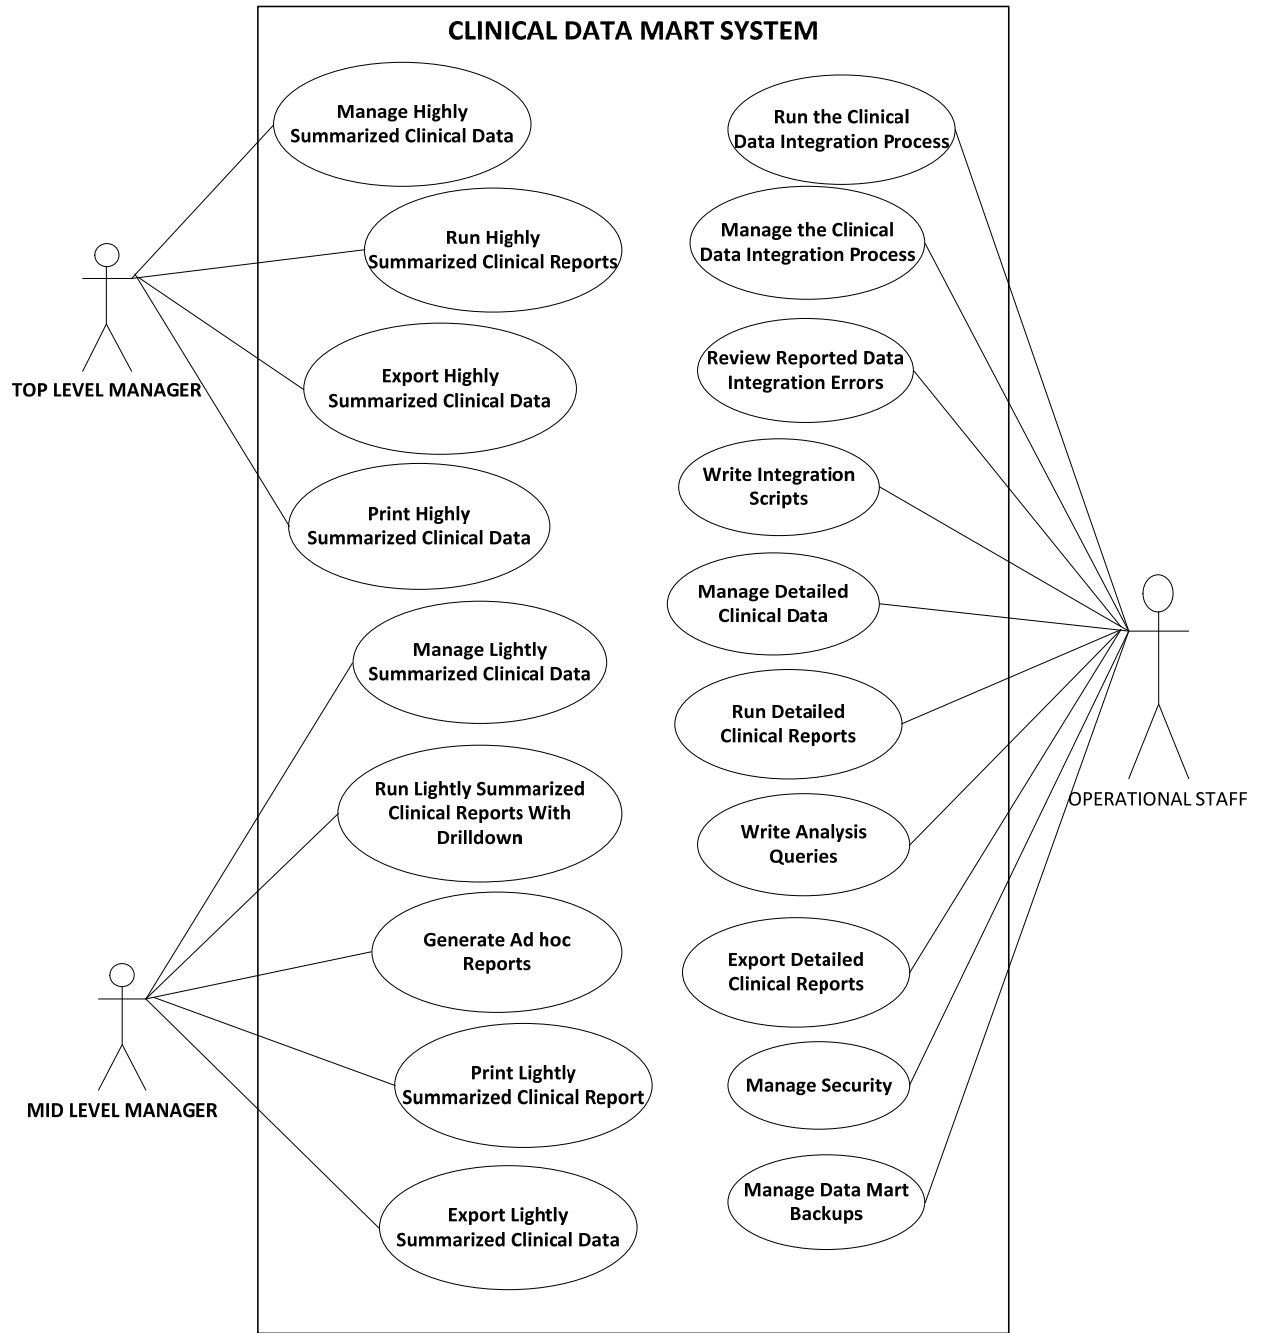 CLINICAL DATA MART SYSTEM
Manage Highly
Summarized Clinical Data
Run Highly
Summarized Clinical Reports
Export Highly
Summarized Clinical Data
Print Highly
Summarized Clinical Data
Manage Lightly
Summarized Clinical Data
Run Lightly Summarized
Clinical Reports With
Drilldown
Generate Ad hoc
Reports
Print Lightly
Summarized Clinical Report
Export Lightly
Summarized Clinical Data
TOP LEVEL MANAGER
MID LEVEL MANAGER
Run the Clinical
Data Integration Process
Manage the Clinical
Data Integration Process
Review Reported Data
Integration Errors
Write Integration
Scripts
Manage Detailed
Clinical Data
Run Detailed
Clinical Reports
Write Analysis
Queries
Export Detailed
Clinical Reports
Manage Security
Manage Data Mart
Backups
OPERATIONAL STAFF